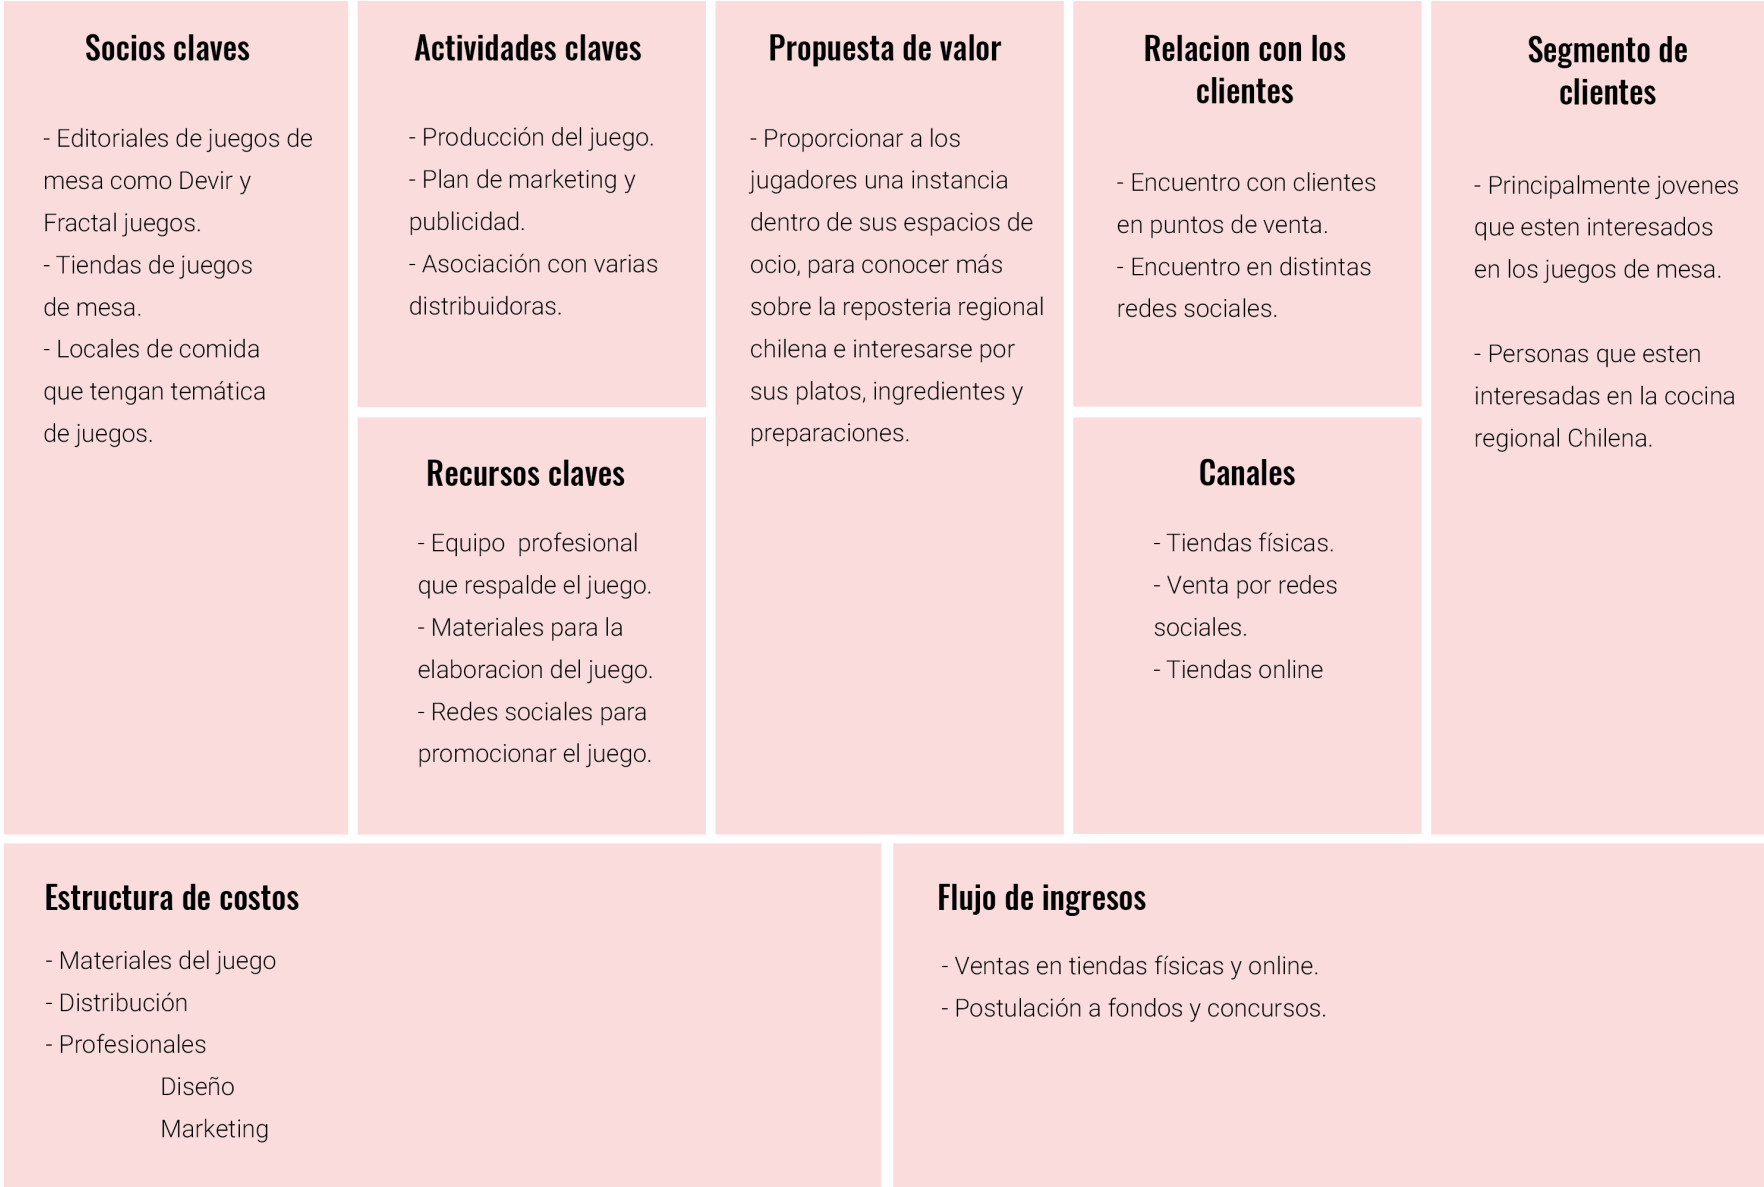 Socios claves
- Editoriales de juegos de
mesa como Devir y
Fractal juegos.
- Tiendas de juegos
de mesa.
- Locales de comida
que tengan temática
de juegos.
Actividades claves
- Producción del juego.
- Plan de marketing y
publicidad.
- Asociación con varias
distribuidoras.
Recursos claves
- Equipo  profesional
que respalde el juego.
- Materiales para la
elaboracion del juego.
- Redes sociales para
promocionar el juego.
Propuesta de valor
- Proporcionar a los
jugadores una instancia
dentro de sus espacios de
ocio, para conocer más
sobre la reposteria regional
chilena e interesarse por
sus platos, ingredientes y
preparaciones.
Relacion con los
clientes
- Encuentro con clientes
en puntos de venta.
- Encuentro en distintas
redes sociales.
Canales
- Tiendas físicas.
- Venta por redes
sociales.
- Tiendas online
Segmento de
clientes
- Principalmente jovenes
que esten interesados
en los juegos de mesa.
- Personas que esten
interesadas en la cocina
regional Chilena.
Estructura de costos
- Materiales del juego
- Distribución
- Profesionales
Diseño
Marketing
Flujo de ingresos
- Ventas en tiendas físicas y online.
- Postulación a fondos y concursos.